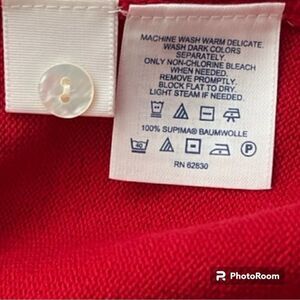 MACHINE WASH WARM DELICATE.
WASH DARK COLORS
SEPARATELY.
ONLY NON-CHLORINE BLEACH
WHEN NEEDED.
REMOVE PROMPTLY.
BLOCK FLAT TO DRY.
LIGHT STEAM IF NEEDED.
100% SUPIMA® BAUMWOLLE
40
P
RN 62830
PhotoRoom